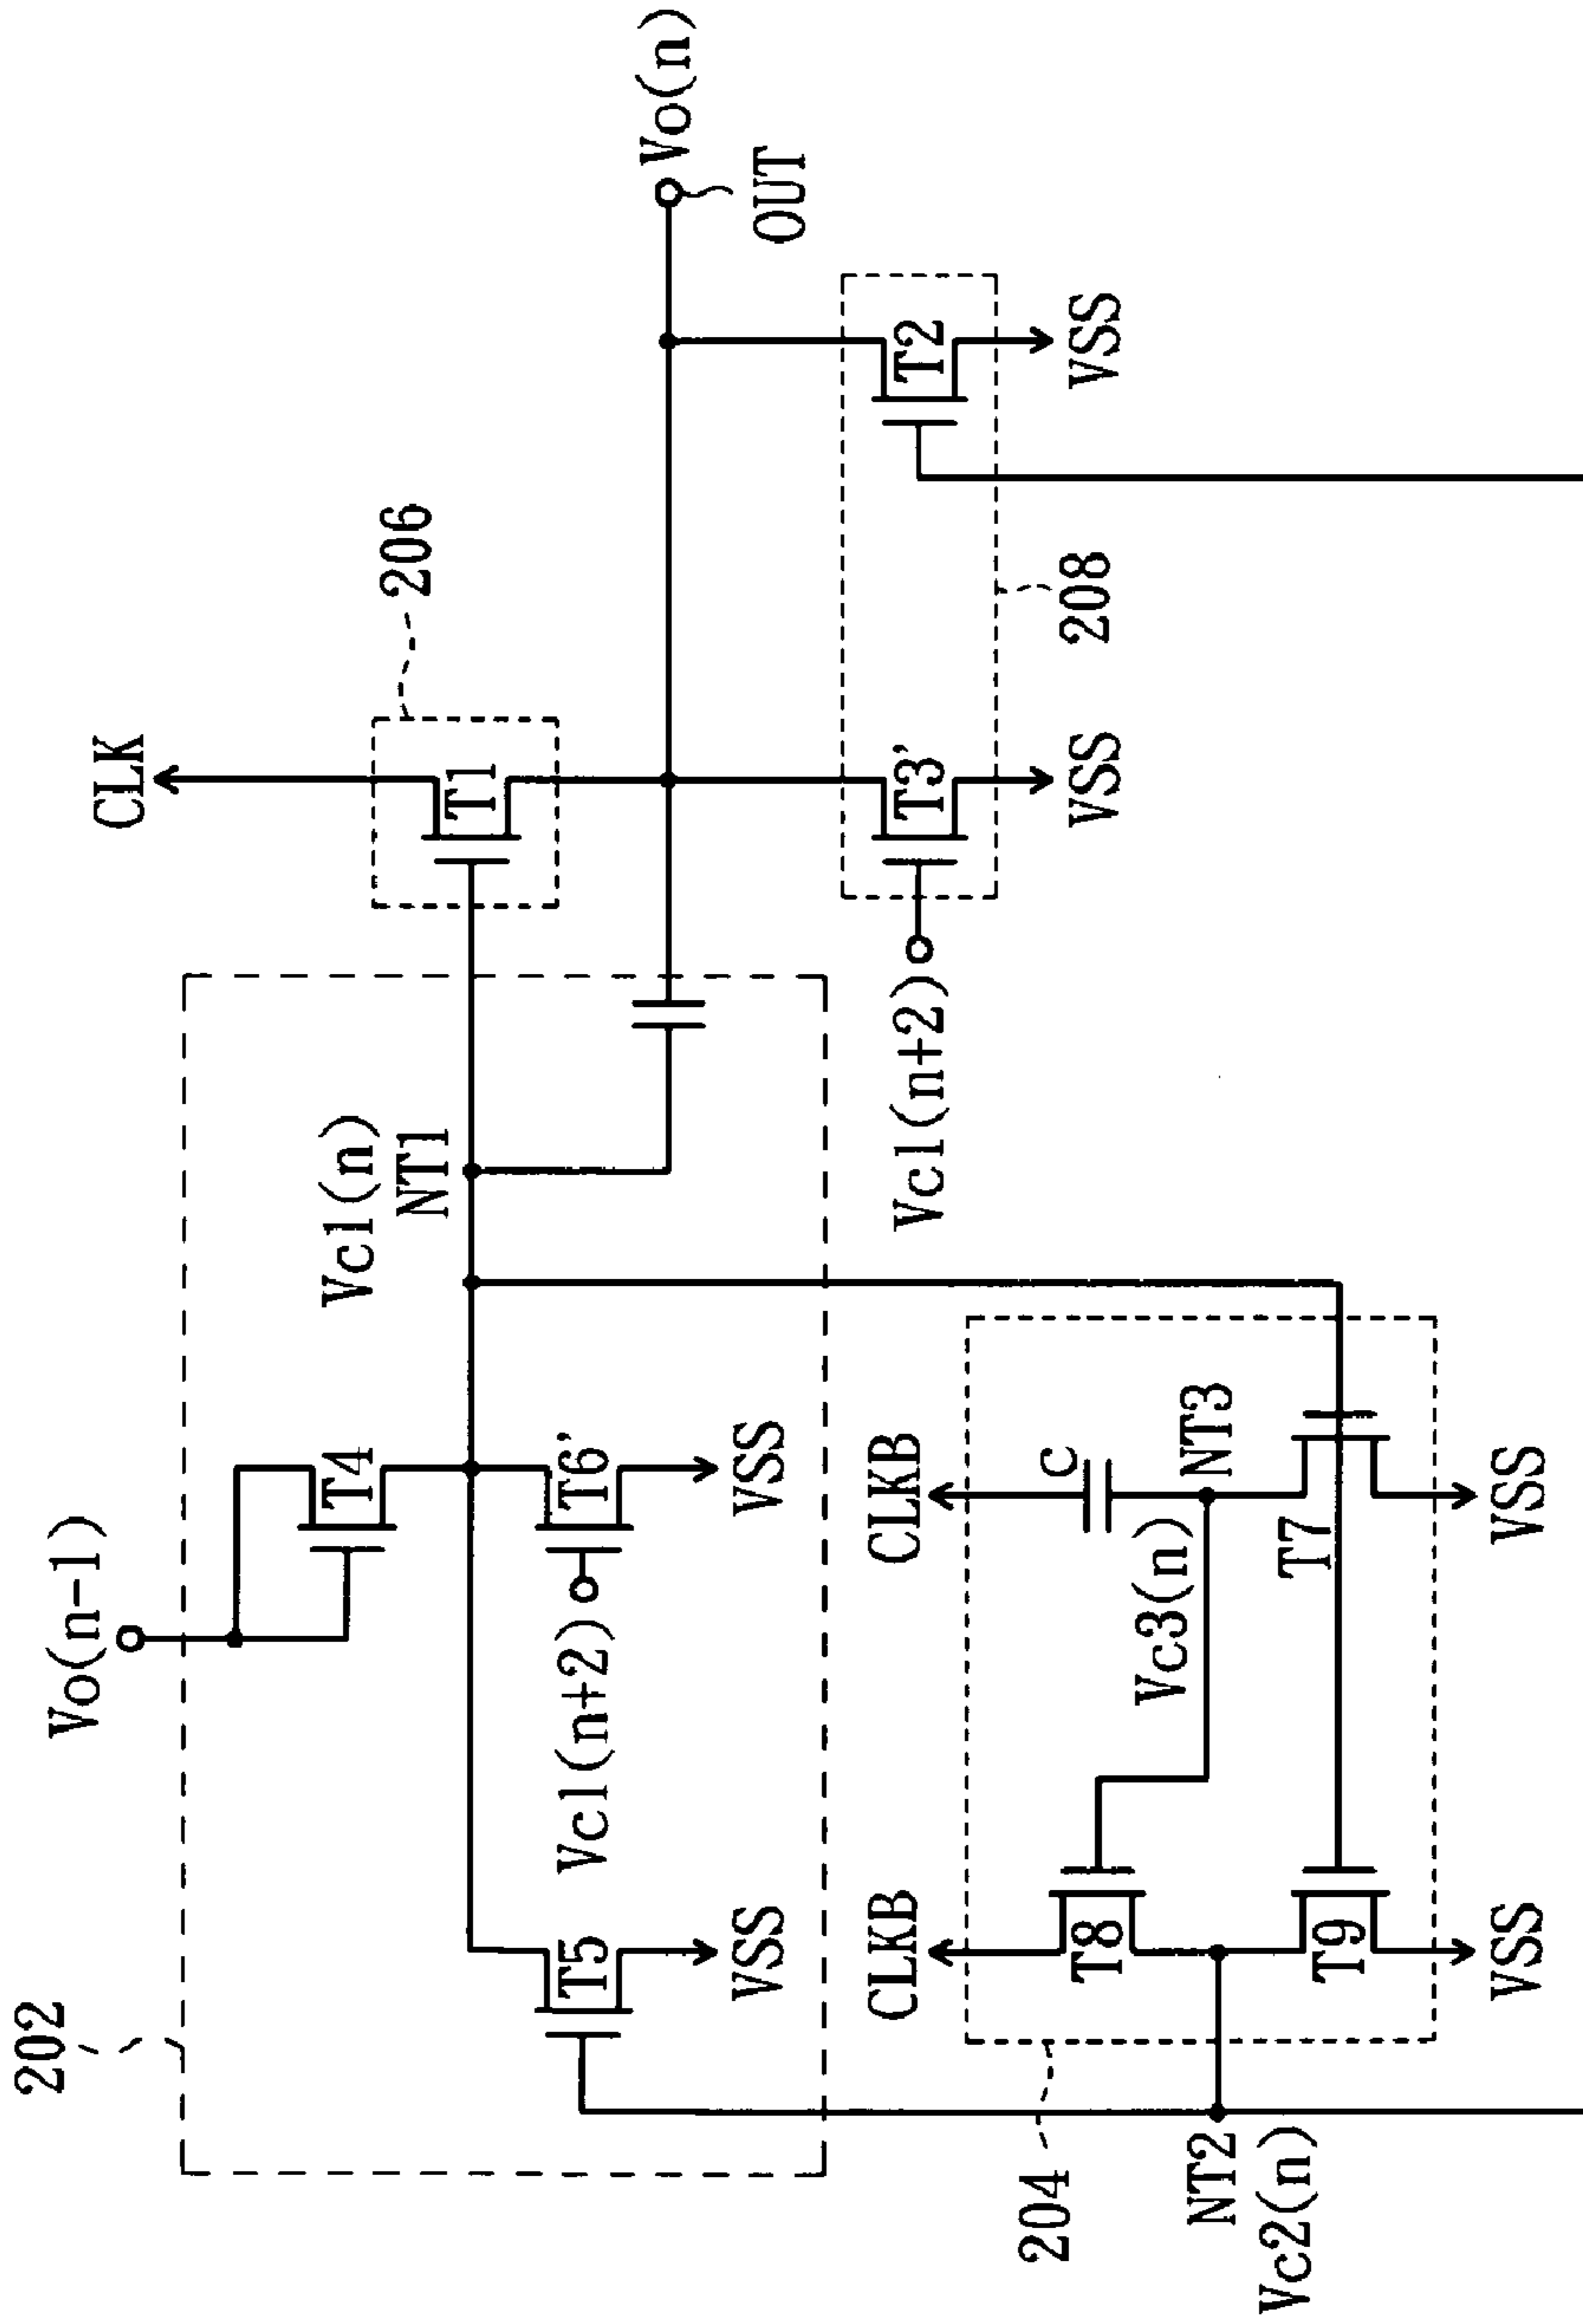 202
Vo(n-1)
CLK
T4
Vc1(n)
NT1
206
T1
T5
Vc1(n+2)
T6'
Vo(n)
OUT
VSS
VSS
CLKB
CLKB
Vc1(n+2)
T3'
T2
204
C
208
T8
VSS
VSS
Vc3(n)
NT3
NT2
Vc2(n)
T7
T9
VSS
VSS